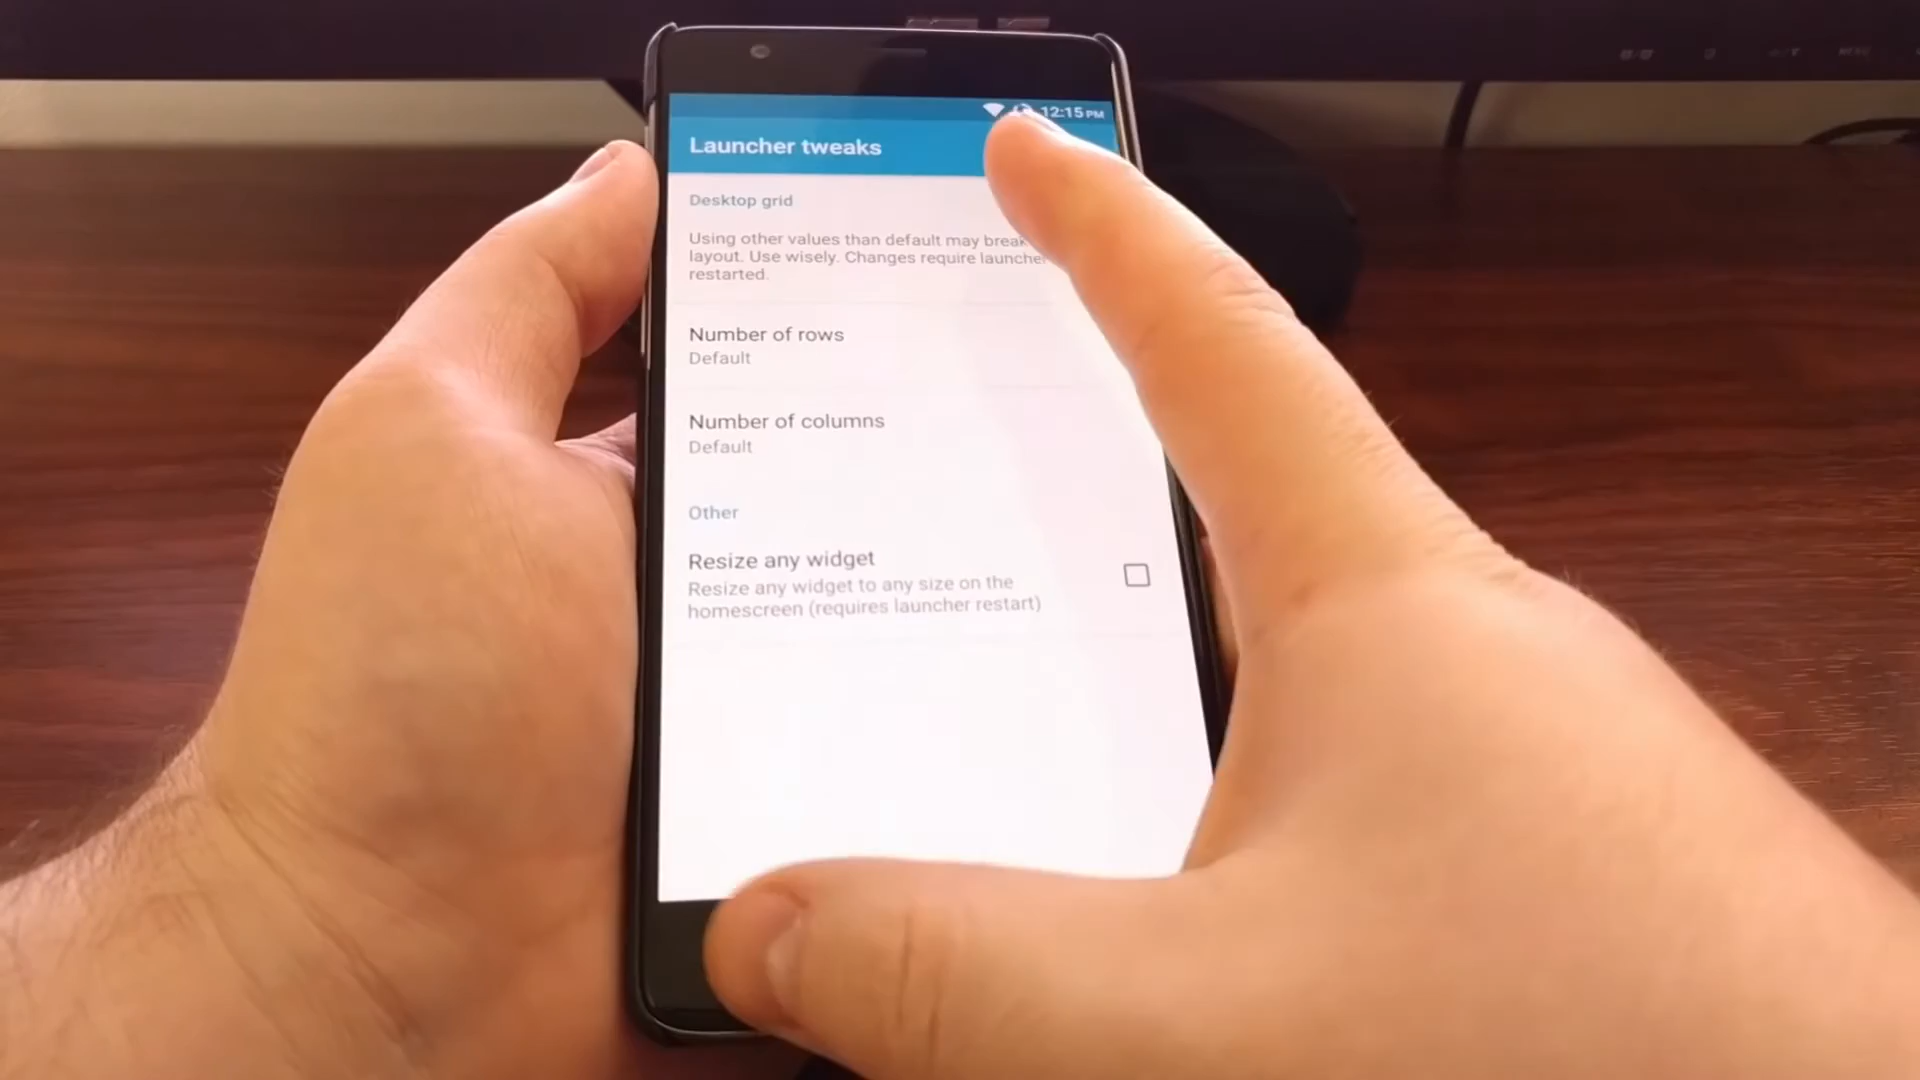 12:15 PM
Launcher tweaks
Desktop grid
Using other values than default may break
layout. Use wisely. Changes require launcher
restarted.
Number of rows
Default
Number of columns
Default
Other
Resize any widget
Resize any widget to any size on the
homescreen (requires launcher restart)